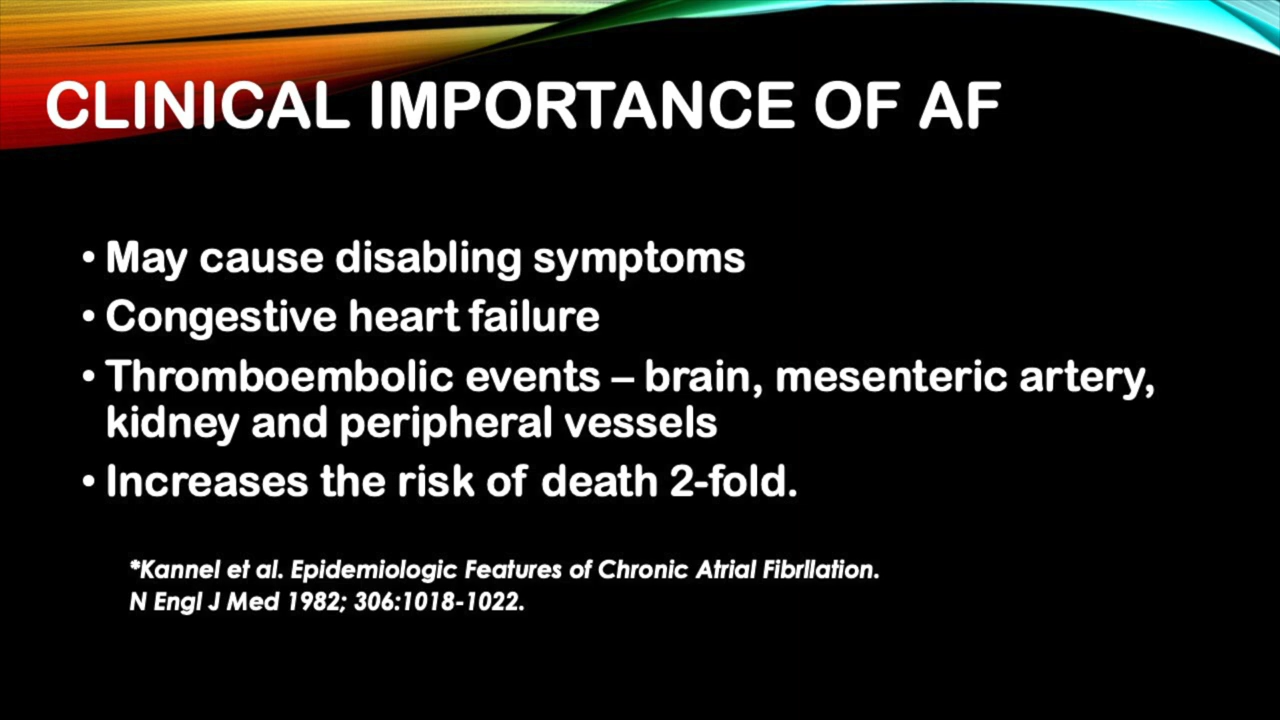 CLINICAL IMPORTANCE OF AF
• May cause disabling symptoms
• Congestive heart failure
• Thromboembolic events – brain, mesenteric artery,
kidney and peripheral vessels
• Increases the risk of death 2-fold.
*Kannel et al. Epidemiologic Features of Chronic Atrial Fibrllation.
N Engl J Med 1982; 306:1018-1022.